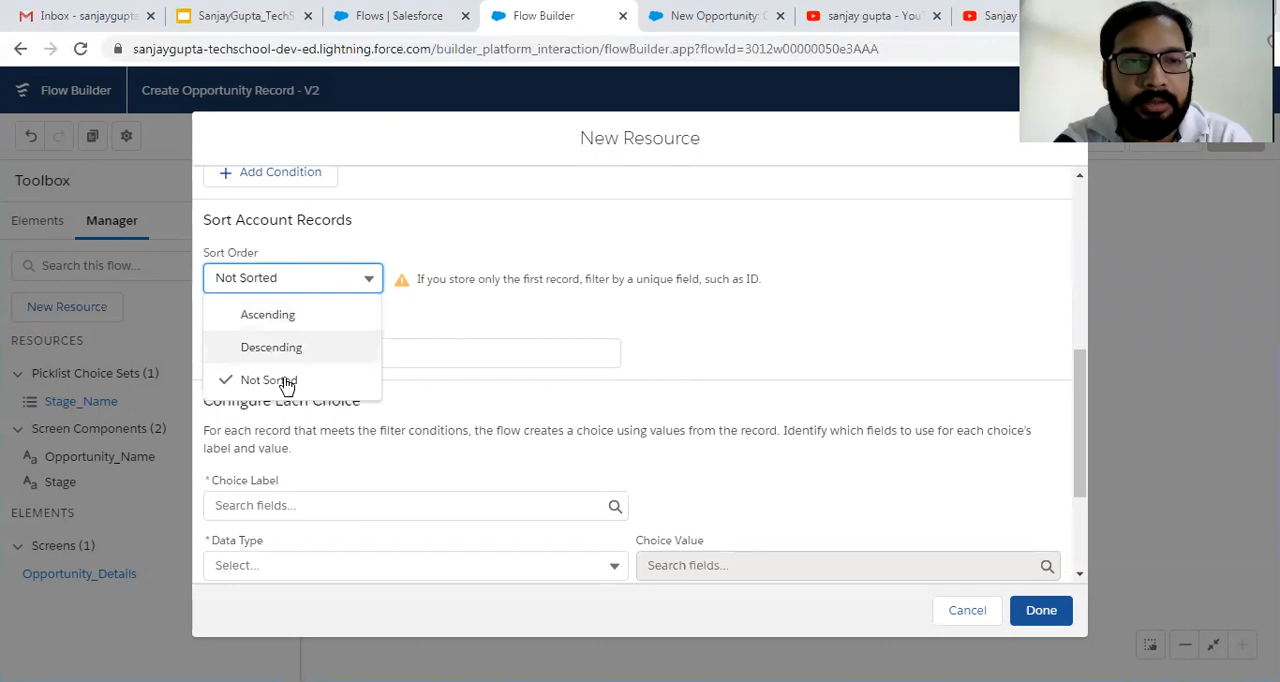 Inbox - sanjaygupta
SanjayGupta_TechS
Flows | Salesforce
Flow Builder
New Opportunity: C
sanjay gupta - You
Sanjay
sanjaygupta-techschool-dev-ed.lightning.force.com/builder_platform_interaction/flowBuilder.app?flowId=3012w00000050e3AAA
Flow Builder
Create Opportunity Record - V2
New Resource
Toolbox
Elements
Manager
Search this flow...
New Resource
RESOURCES
Picklist Choice Sets (1)
Stage_Name
Screen Components (2)
Aa Opportunity_Name
Aa Stage
ELEMENTS
Screens (1)
Opportunity_Details
Add Condition
Sort Account Records
Sort Order
Not Sorted
If you store only the first record, filter by a unique field, such as ID.
Ascending
Descending
Not Sorted
Configure Each Choice
For each record that meets the filter conditions, the flow creates a choice using values from the record. Identify which fields to use for each choice's
label and value.
* Choice Label
Search fields...
* Data Type
Choice Value
Select...
Search fields...
Cancel
Done